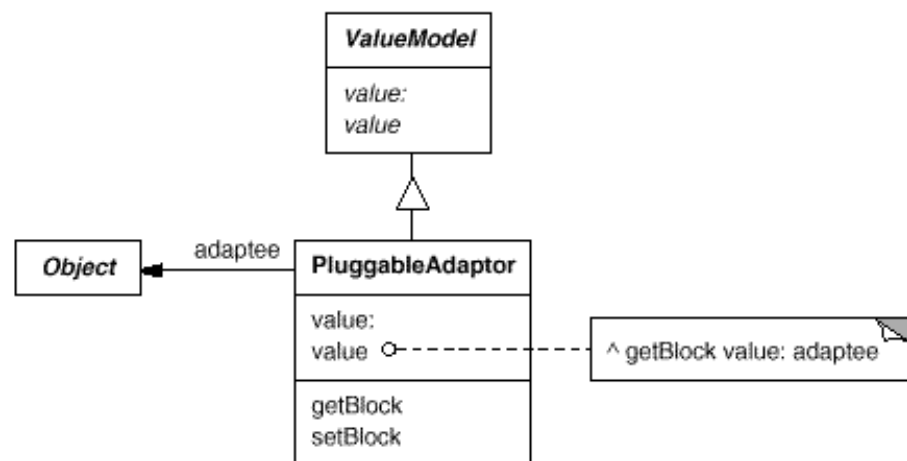 ValueModel
value:
value
adaptee
Object
PluggableAdaptor
value:
value
^ getBlock value: adaptee
getBlock
setBlock